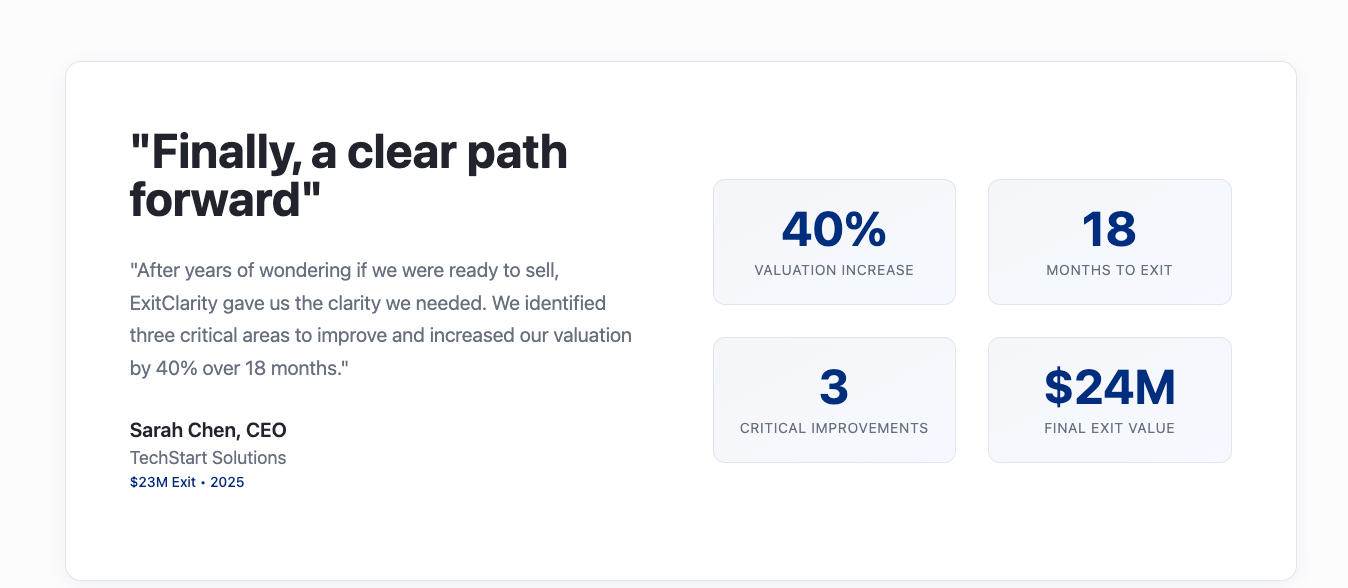 "Finally, a clear path
forward"
"After years of wondering if we were ready to sell,
ExitClarity gave us the clarity we needed. We identified
three critical areas to improve and increased our valuation
by 40% over 18 months."
Sarah Chen, CEO
TechStart Solutions
$23M Exit • 2025
40%
VALUATION INCREASE
18
MONTHS TO EXIT
3
CRITICAL IMPROVEMENTS
$24M
FINAL EXIT VALUE